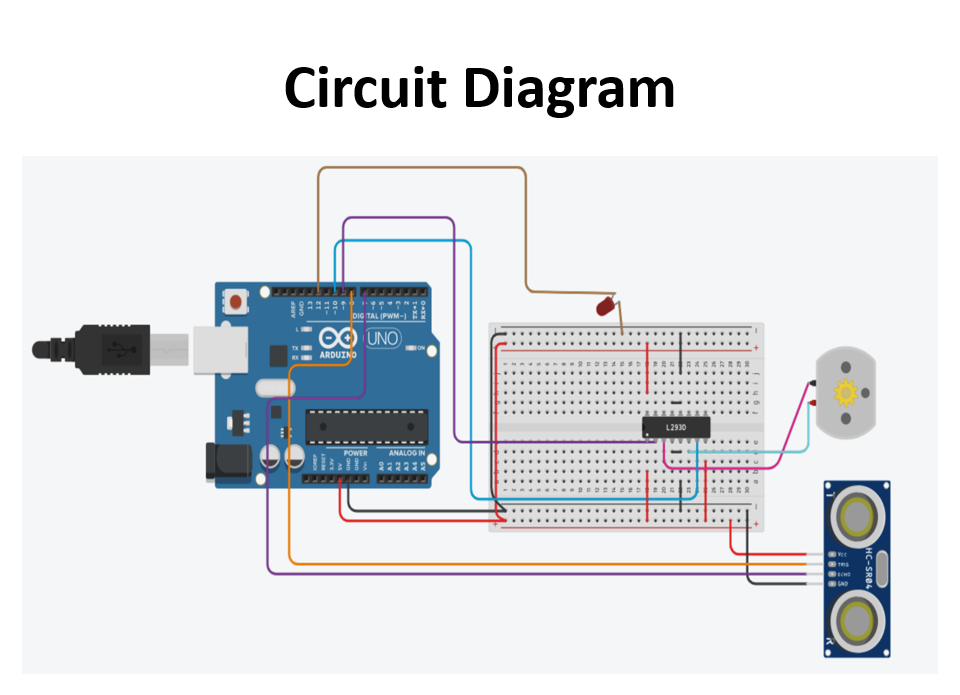 Circuit Diagram
AREF
GND
13
12
~11
~10
~9
8
7
~6
~5
4
~3
2
TX→1
RX←0
DIGITAL (PWM~)
L
TX
RX
UNO
ARDUINO
ON
POWER
ANALOG IN
IOREF
RESET
3.3V
5V
GND
GND
Vin
A0
A1
A2
A3
A4
A5
L293D
T
VCC
TRIG
ECHO
GND
HC-SR04
R